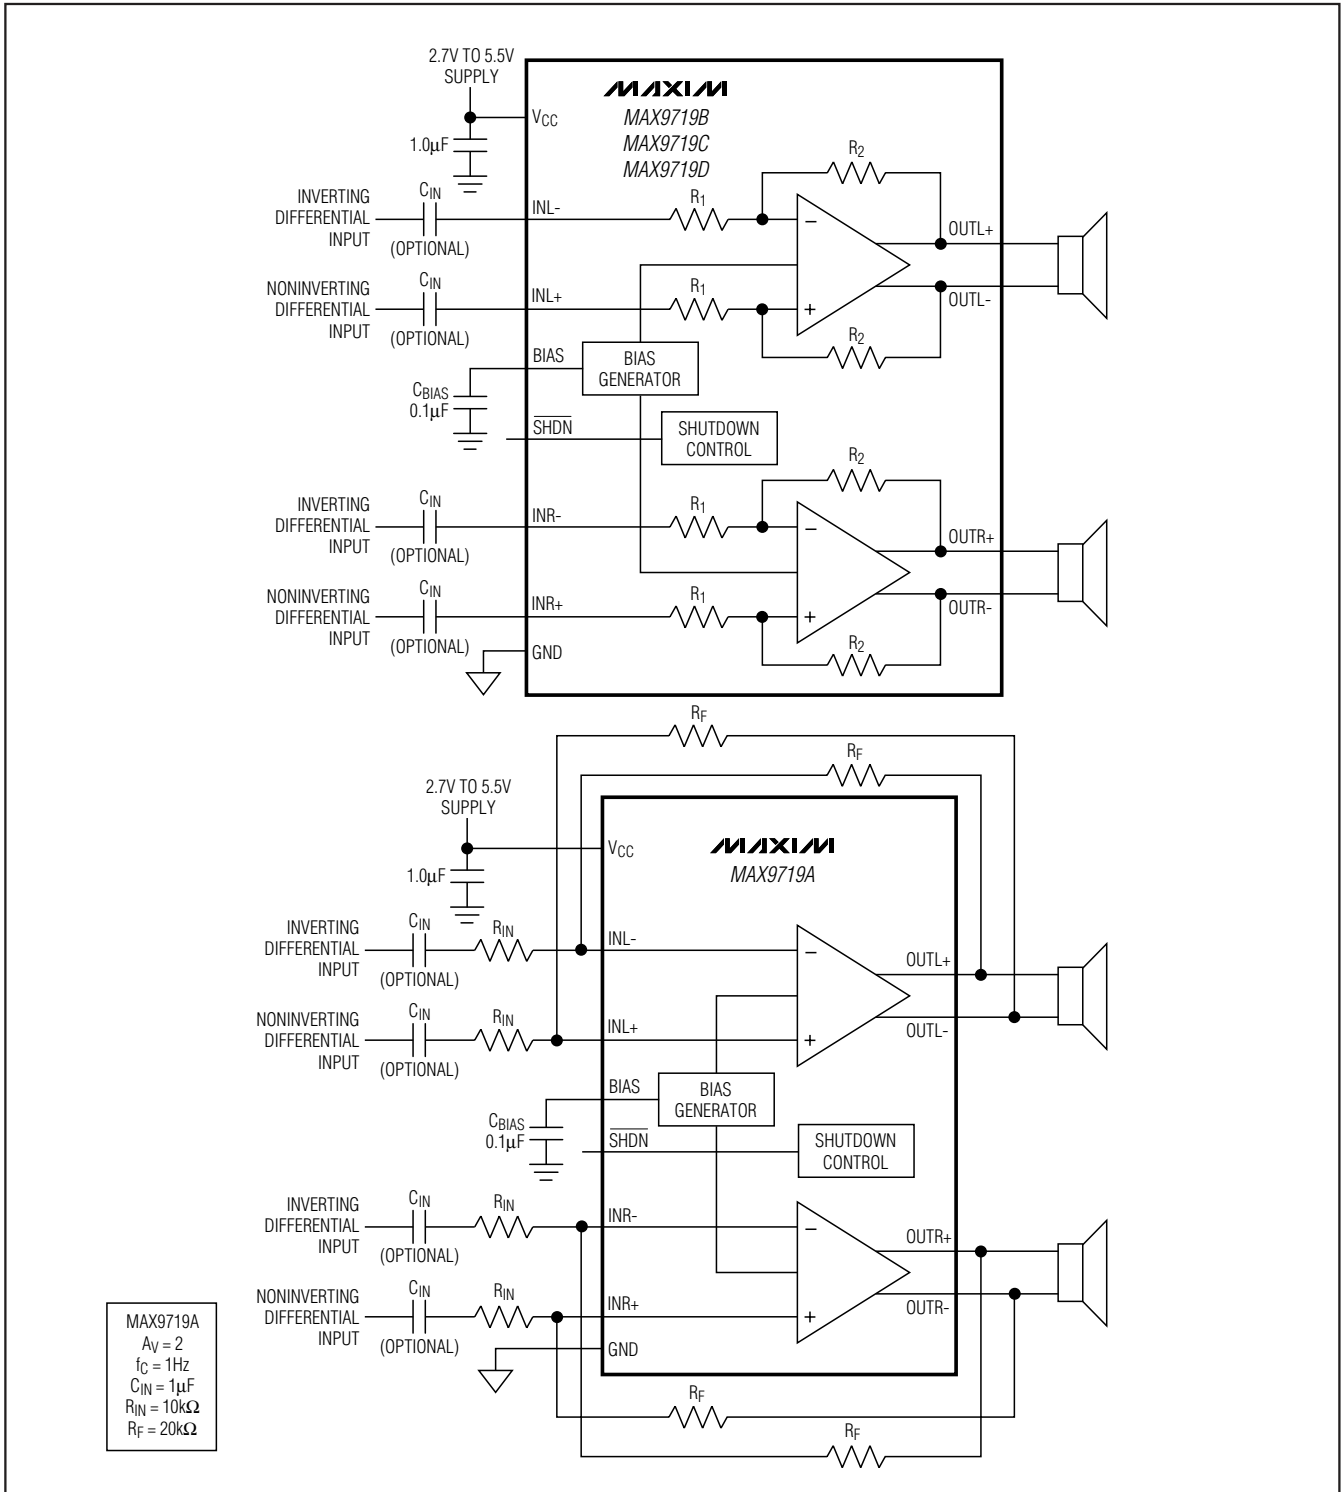 2.7V TO 5.5V
SUPPLY
MAXIM
VCC
MAX9719B
1.0µF
MAX9719C
MAX9719D
R2
CIN
INVERTING
DIFFERENTIAL
INPUT
INL-
R1
−
OUTL+
(OPTIONAL)
CIN
NONINVERTING
DIFFERENTIAL
INPUT
INL+
R1
+
OUTL-
(OPTIONAL)
R2
BIAS
BIAS
GENERATOR
CBIAS
0.1µF
SHDN
SHUTDOWN
CONTROL
R2
CIN
INVERTING
DIFFERENTIAL
INPUT
INR-
R1
−
OUTR+
(OPTIONAL)
CIN
NONINVERTING
DIFFERENTIAL
INPUT
INR+
R1
+
OUTR-
(OPTIONAL)
R2
GND
RF
RF
2.7V TO 5.5V
SUPPLY
MAXIM
VCC
MAX9719A
1.0µF
CIN
RIN
INVERTING
DIFFERENTIAL
INPUT
INL-
−
OUTL+
(OPTIONAL)
CIN
RIN
NONINVERTING
DIFFERENTIAL
INPUT
INL+
+
OUTL-
(OPTIONAL)
BIAS
BIAS
GENERATOR
CBIAS
0.1µF
SHDN
SHUTDOWN
CONTROL
CIN
RIN
INVERTING
DIFFERENTIAL
INPUT
INR-
−
OUTR+
(OPTIONAL)
CIN
RIN
NONINVERTING
DIFFERENTIAL
INPUT
INR+
+
OUTR-
(OPTIONAL)
GND
RF
RF
MAX9719A
AV = 2
fC = 1Hz
CIN = 1µF
RIN = 10kΩ
RF = 20kΩ